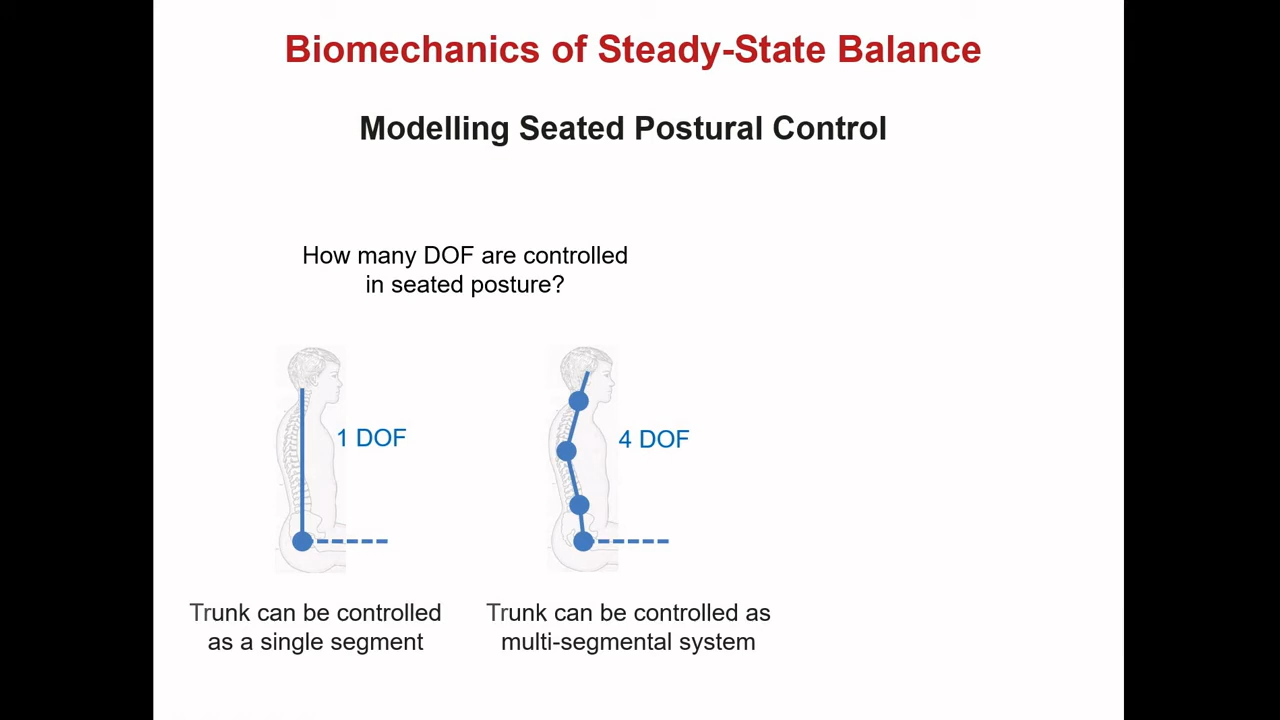 Biomechanics of Steady-State Balance
Modelling Seated Postural Control
How many DOF are controlled
in seated posture?
1 DOF
4 DOF
Trunk can be controlled
as a single segment
Trunk can be controlled as
multi-segmental system